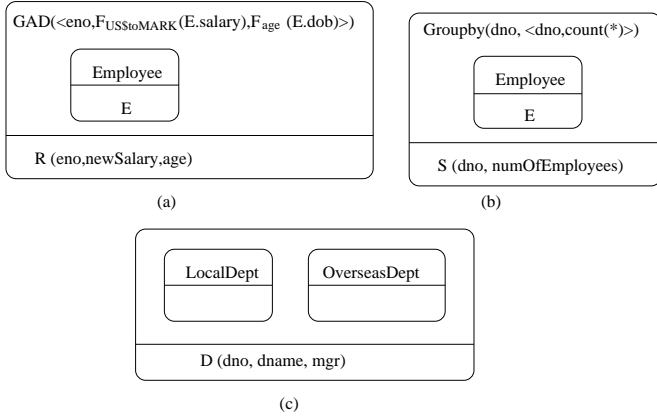 GAD(<eno,F_US$toMARK(E.salary),F_age (E.dob)>)
Employee
E
R (eno,newSalary,age)
(a)
Groupby(dno, <dno,count(*)>)
Employee
E
S (dno, numOfEmployees)
(b)
LocalDept
OverseasDept
D (dno, dname, mgr)
(c)